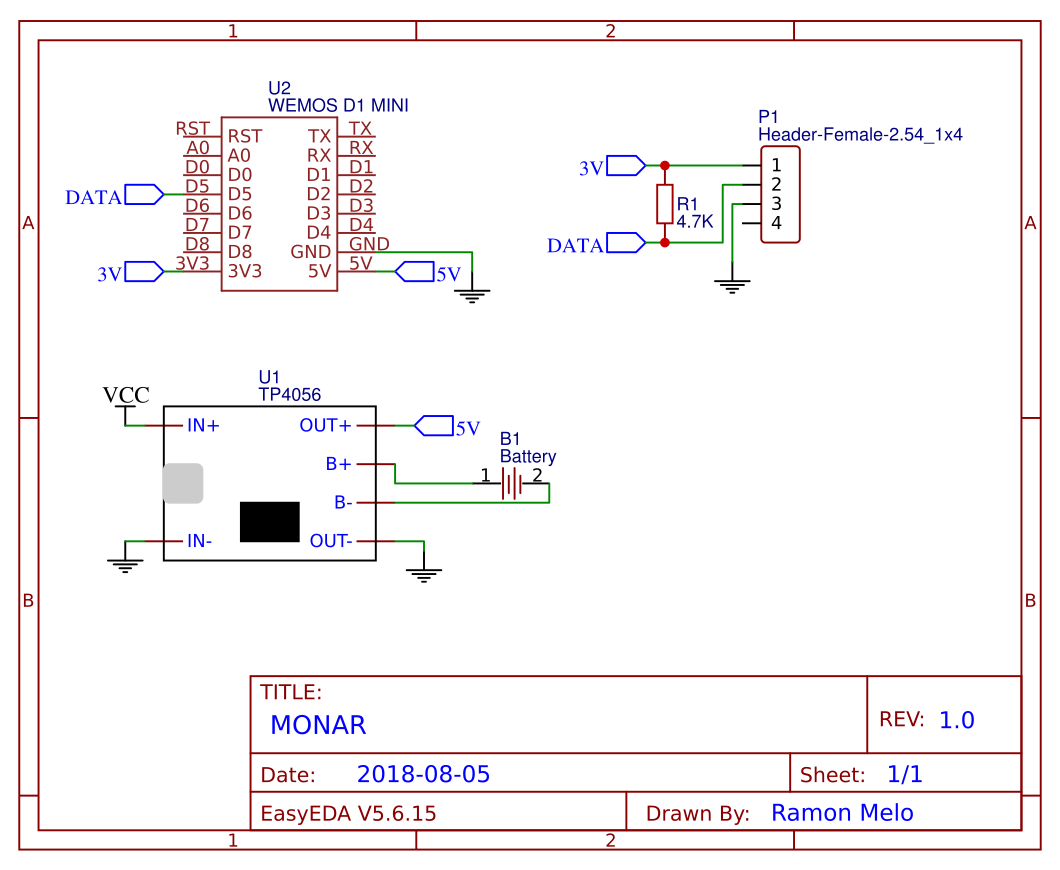 1 2
U2
WEMOS D1 MINI
RST RST TX TX
A0 A0 RX RX
D0 D0 D1 D1
DATA D5 D5 D2 D2
D6 D6 D3 D3
D7 D7 D4 D4
D8 D8 GND GND
3V 3V3 3V3 5V 5V 5V
P1
Header-Female-2.54_1x4
3V 1
2
R1 3
4.7K 4
DATA
A A
U1
TP4056
VCC
IN+ OUT+ 5V
B1
Battery
B+ 1 2
B-
IN- OUT-
B B
TITLE:
MONAR
REV: 1.0
Date: 2018-08-05 Sheet: 1/1
EasyEDA V5.6.15 Drawn By: Ramon Melo
1 2